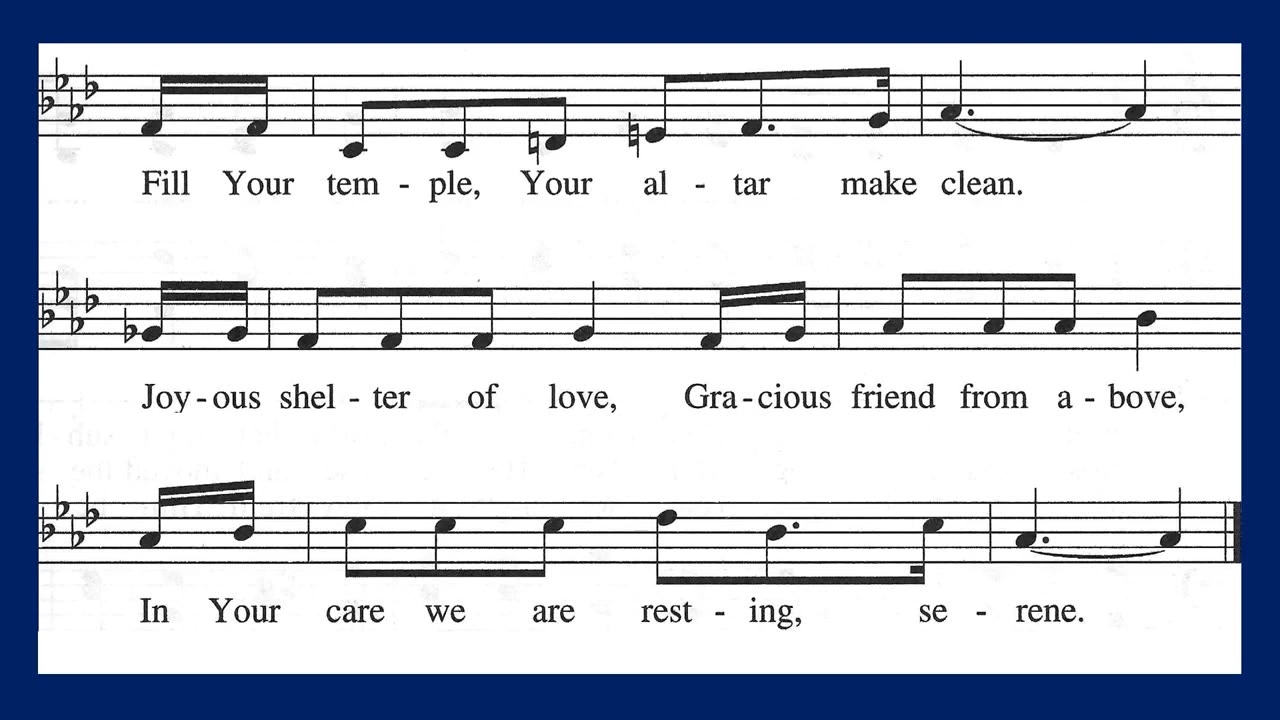 Fill Your tem - ple, Your al - tar make clean.
Joy - ous shel - ter of love, Gra - cious friend from a - bove,
In Your care we are rest - ing, se - rene.